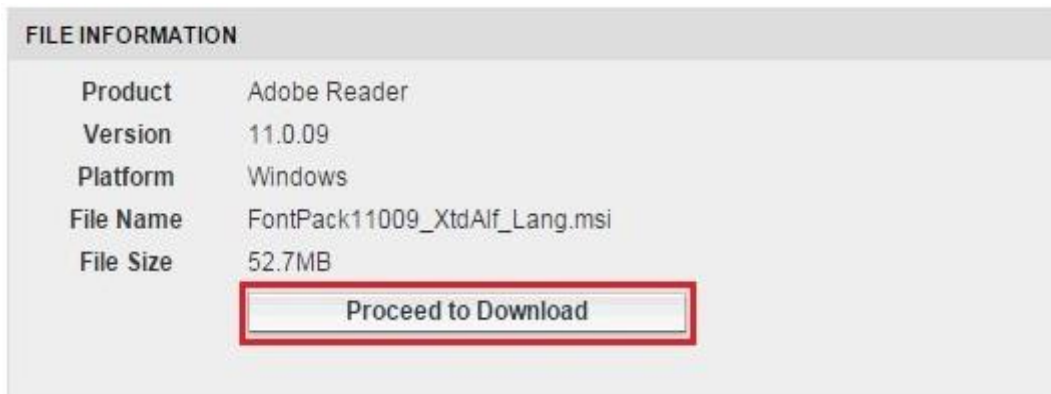 FILE INFORMATION
Product Adobe Reader
Version 11.0.09
Platform Windows
File Name FontPack11009_XtdAlf_Lang.msi
File Size 52.7MB
Proceed to Download